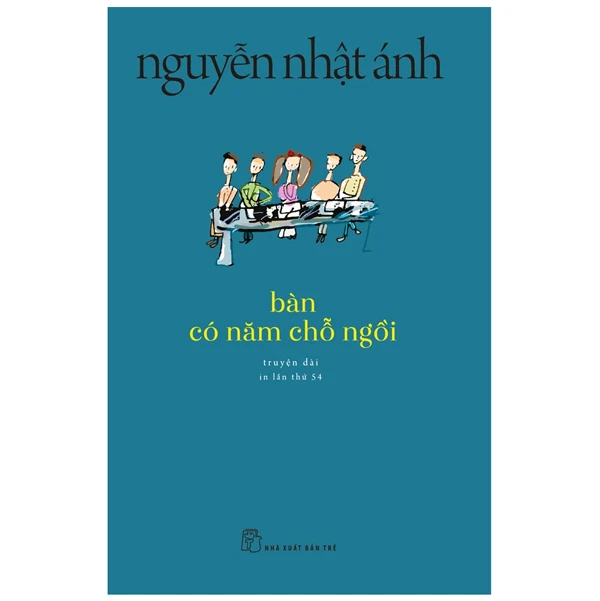 nguyễn nhật ánh
bàn
có năm chỗ ngồi
truyện dài
in lần thứ 54
NHÀ XUẤT BẢN TRẺ